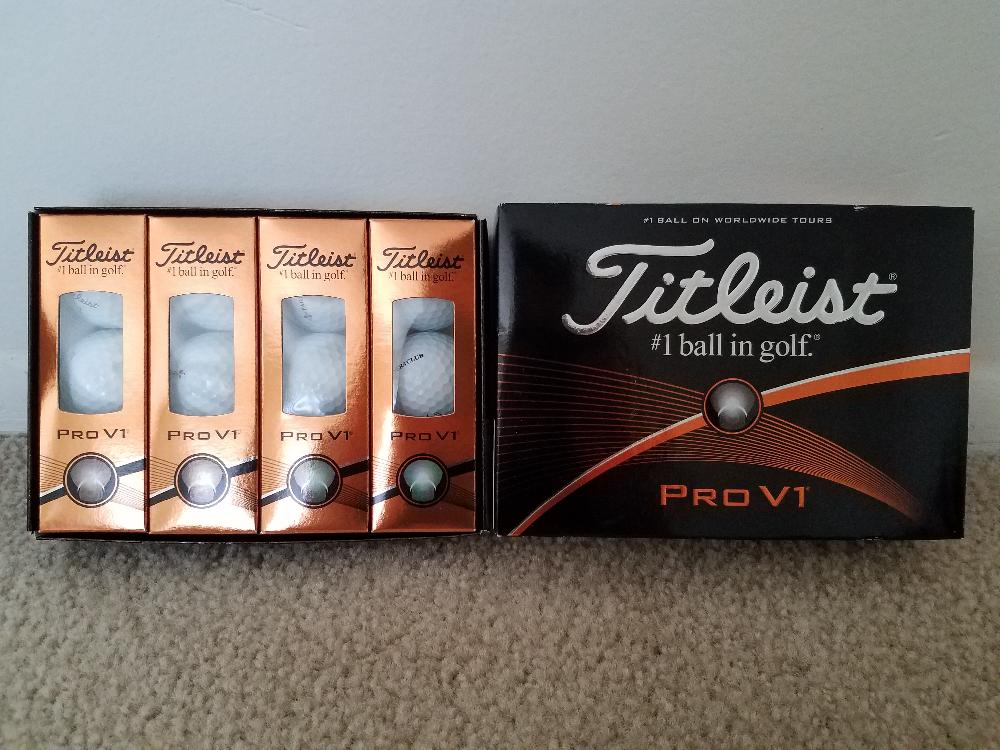 Titleist
#1 ball in golf.
PRO V1
Titleist
#1 ball in golf.
PRO V1
Titleist
#1 ball in golf.
PRO V1
Titleist
#1 ball in golf.
PRO V1
#1 BALL ON WORLDWIDE TOURS
Titleist®
#1 ball in golf.®
PRO V1